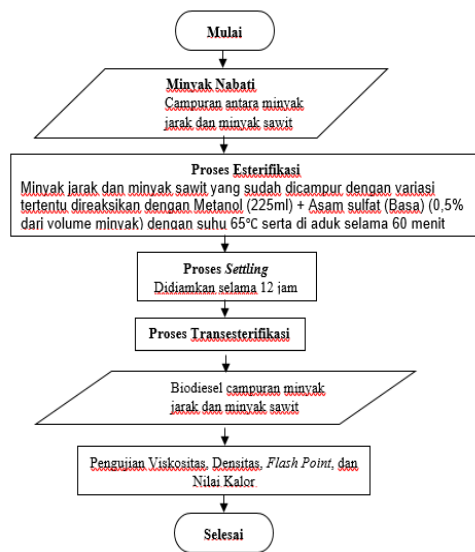 Mulai
Minyak Nabati
Campuran antara minyak
jarak dan minyak sawit
Proses Esterifikasi
Minyak jarak dan minyak sawit yang sudah dicampur dengan variasi
tertentu direaksikan dengan Metanol (225ml) + Asam sulfat (Basa) (0,5%
dari volume minyak) dengan suhu 65°C serta di aduk selama 60 menit
Proses Settling
Didiamkan selama 12 jam
Proses Transesterifikasi
Biodiesel campuran minyak
jarak dan minyak sawit
Pengujian Viskositas, Densitas, Flash Point, dan
Nilai Kalor
Selesai